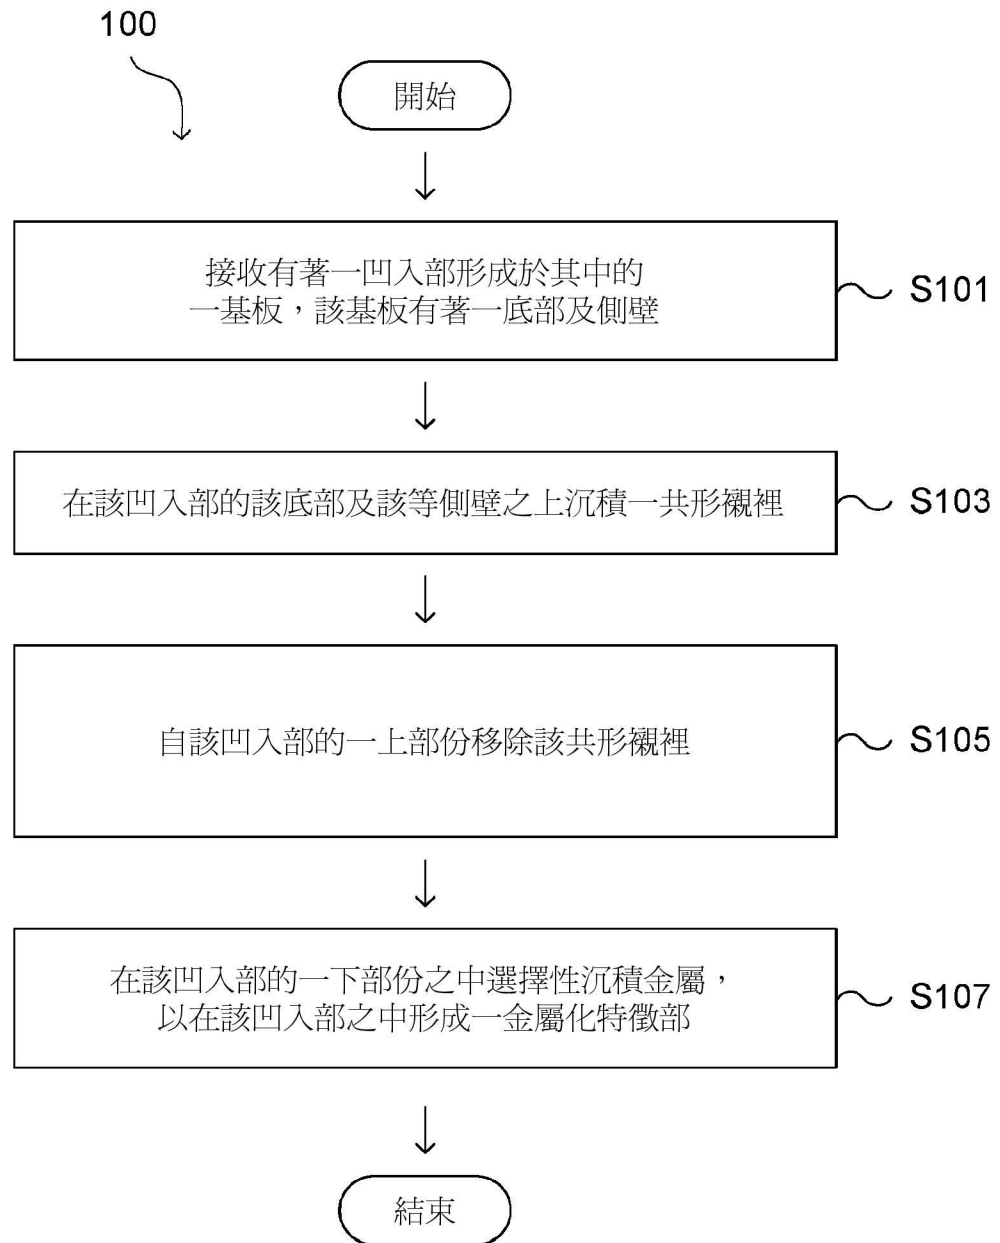 100
開始
接收有著一凹入部形成於其中的
一基板，該基板有著一底部及側壁
S101
在該凹入部的該底部及該等側壁之上沉積一共形襯裡
S103
自該凹入部的一上部份移除該共形襯裡
S105
在該凹入部的一下部份之中選擇性沉積金屬，
以在該凹入部之中形成一金屬化特徵部
S107
結束